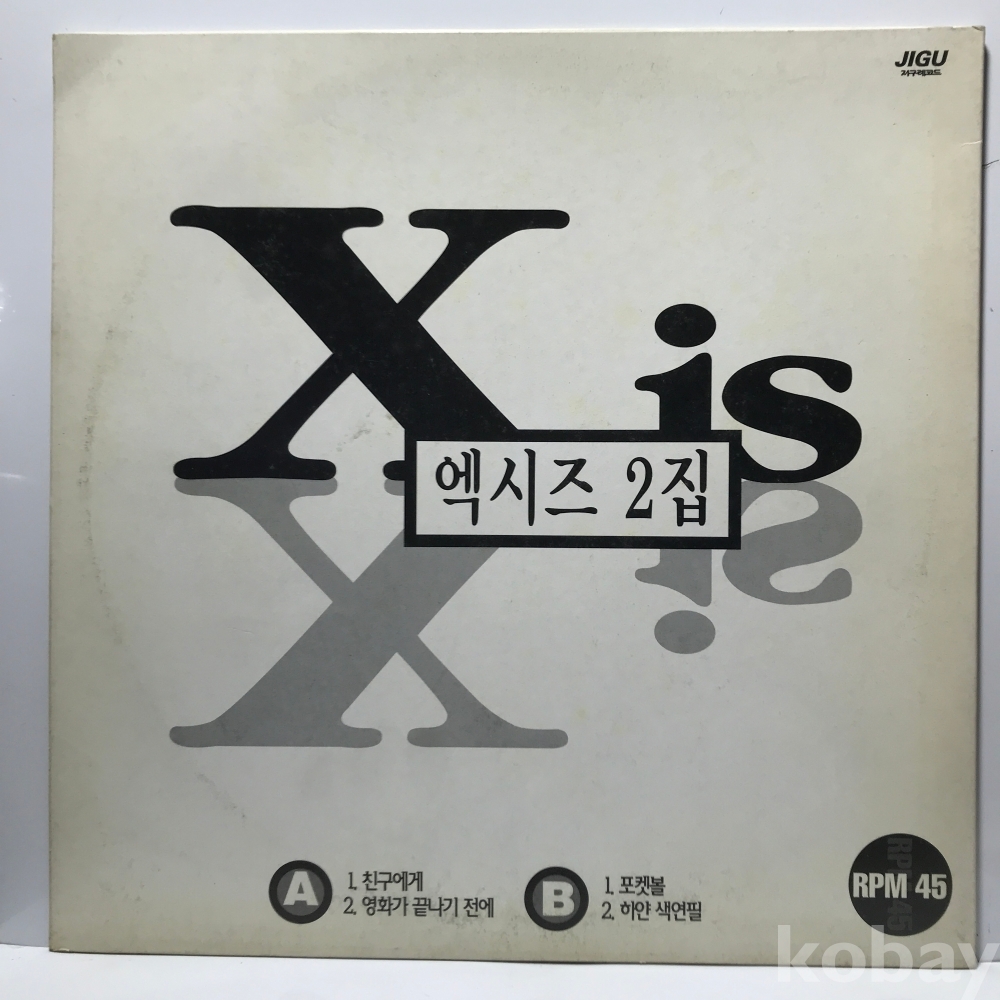 JIGU
지구레코드
X is
엑시즈 2집
A
1. 친구에게
2. 영화가 끝나기 전에
B
1. 포켓볼
2. 하얀 색연필
RPM 45
kobay